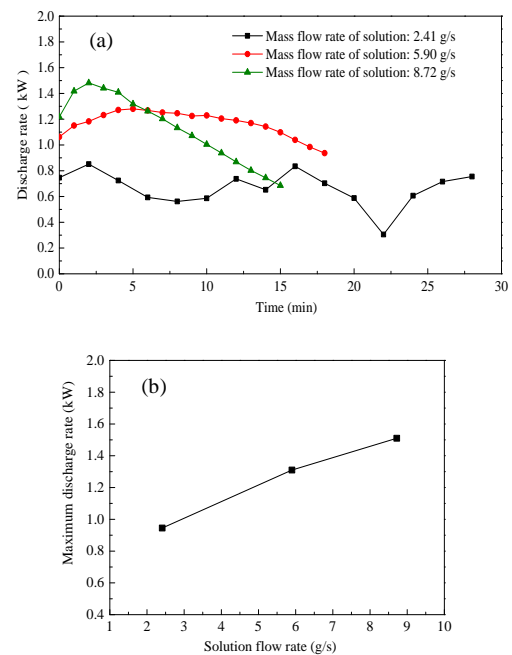 (a)
Mass flow rate of solution: 2.41 g/s
Mass flow rate of solution: 5.90 g/s
Mass flow rate of solution: 8.72 g/s
Discharge rate ( kW )
2.0
1.8
1.6
1.4
1.2
1.0
0.8
0.6
0.4
0.2
0.0
0 5 10 15 20 25 30
Time (min)
(b)
Maximum discharge rate (kW)
2.0
1.8
1.6
1.4
1.2
1.0
0.8
0.6
0.4
1 2 3 4 5 6 7 8 9 10
Solution flow rate (g/s)